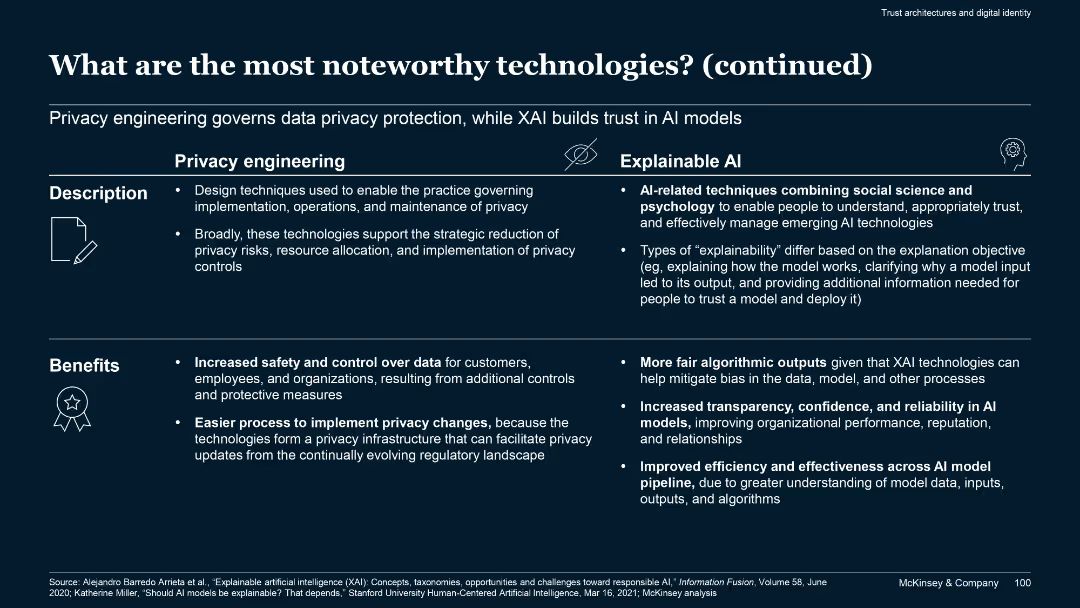 Trust architectures and digital identity
What are the most noteworthy technologies? (continued)
Privacy engineering governs data privacy protection, while XAI builds trust in AI models
Privacy engineering
Explainable AI
Description
• Design techniques used to enable the practice governing
implementation, operations, and maintenance of privacy
• Broadly, these technologies support the strategic reduction of
privacy risks, resource allocation, and implementation of privacy
controls
• AI-related techniques combining social science and
psychology to enable people to understand, appropriately trust,
and effectively manage emerging AI technologies
• Types of “explainability” differ based on the explanation objective
(eg, explaining how the model works, clarifying why a model input
led to its output, and providing additional information needed for
people to trust a model and deploy it)
Benefits
• Increased safety and control over data for customers,
employees, and organizations, resulting from additional controls
and protective measures
• Easier process to implement privacy changes, because the
technologies form a privacy infrastructure that can facilitate privacy
updates from the continually evolving regulatory landscape
• More fair algorithmic outputs given that XAI technologies can
help mitigate bias in the data, model, and other processes
• Increased transparency, confidence, and reliability in AI
models, improving organizational performance, reputation,
and relationships
• Improved efficiency and effectiveness across AI model
pipeline, due to greater understanding of model data, inputs,
outputs, and algorithms
Source: Alejandro Barredo Arrieta et al., “Explainable artificial intelligence (XAI): Concepts, taxonomies, opportunities and challenges toward responsible AI,” Information Fusion, Volume 58, June
2020; Katherine Miller, “Should AI models be explainable? That depends,” Stanford University Human-Centered Artificial Intelligence, Mar 16, 2021; McKinsey analysis
McKinsey & Company 100